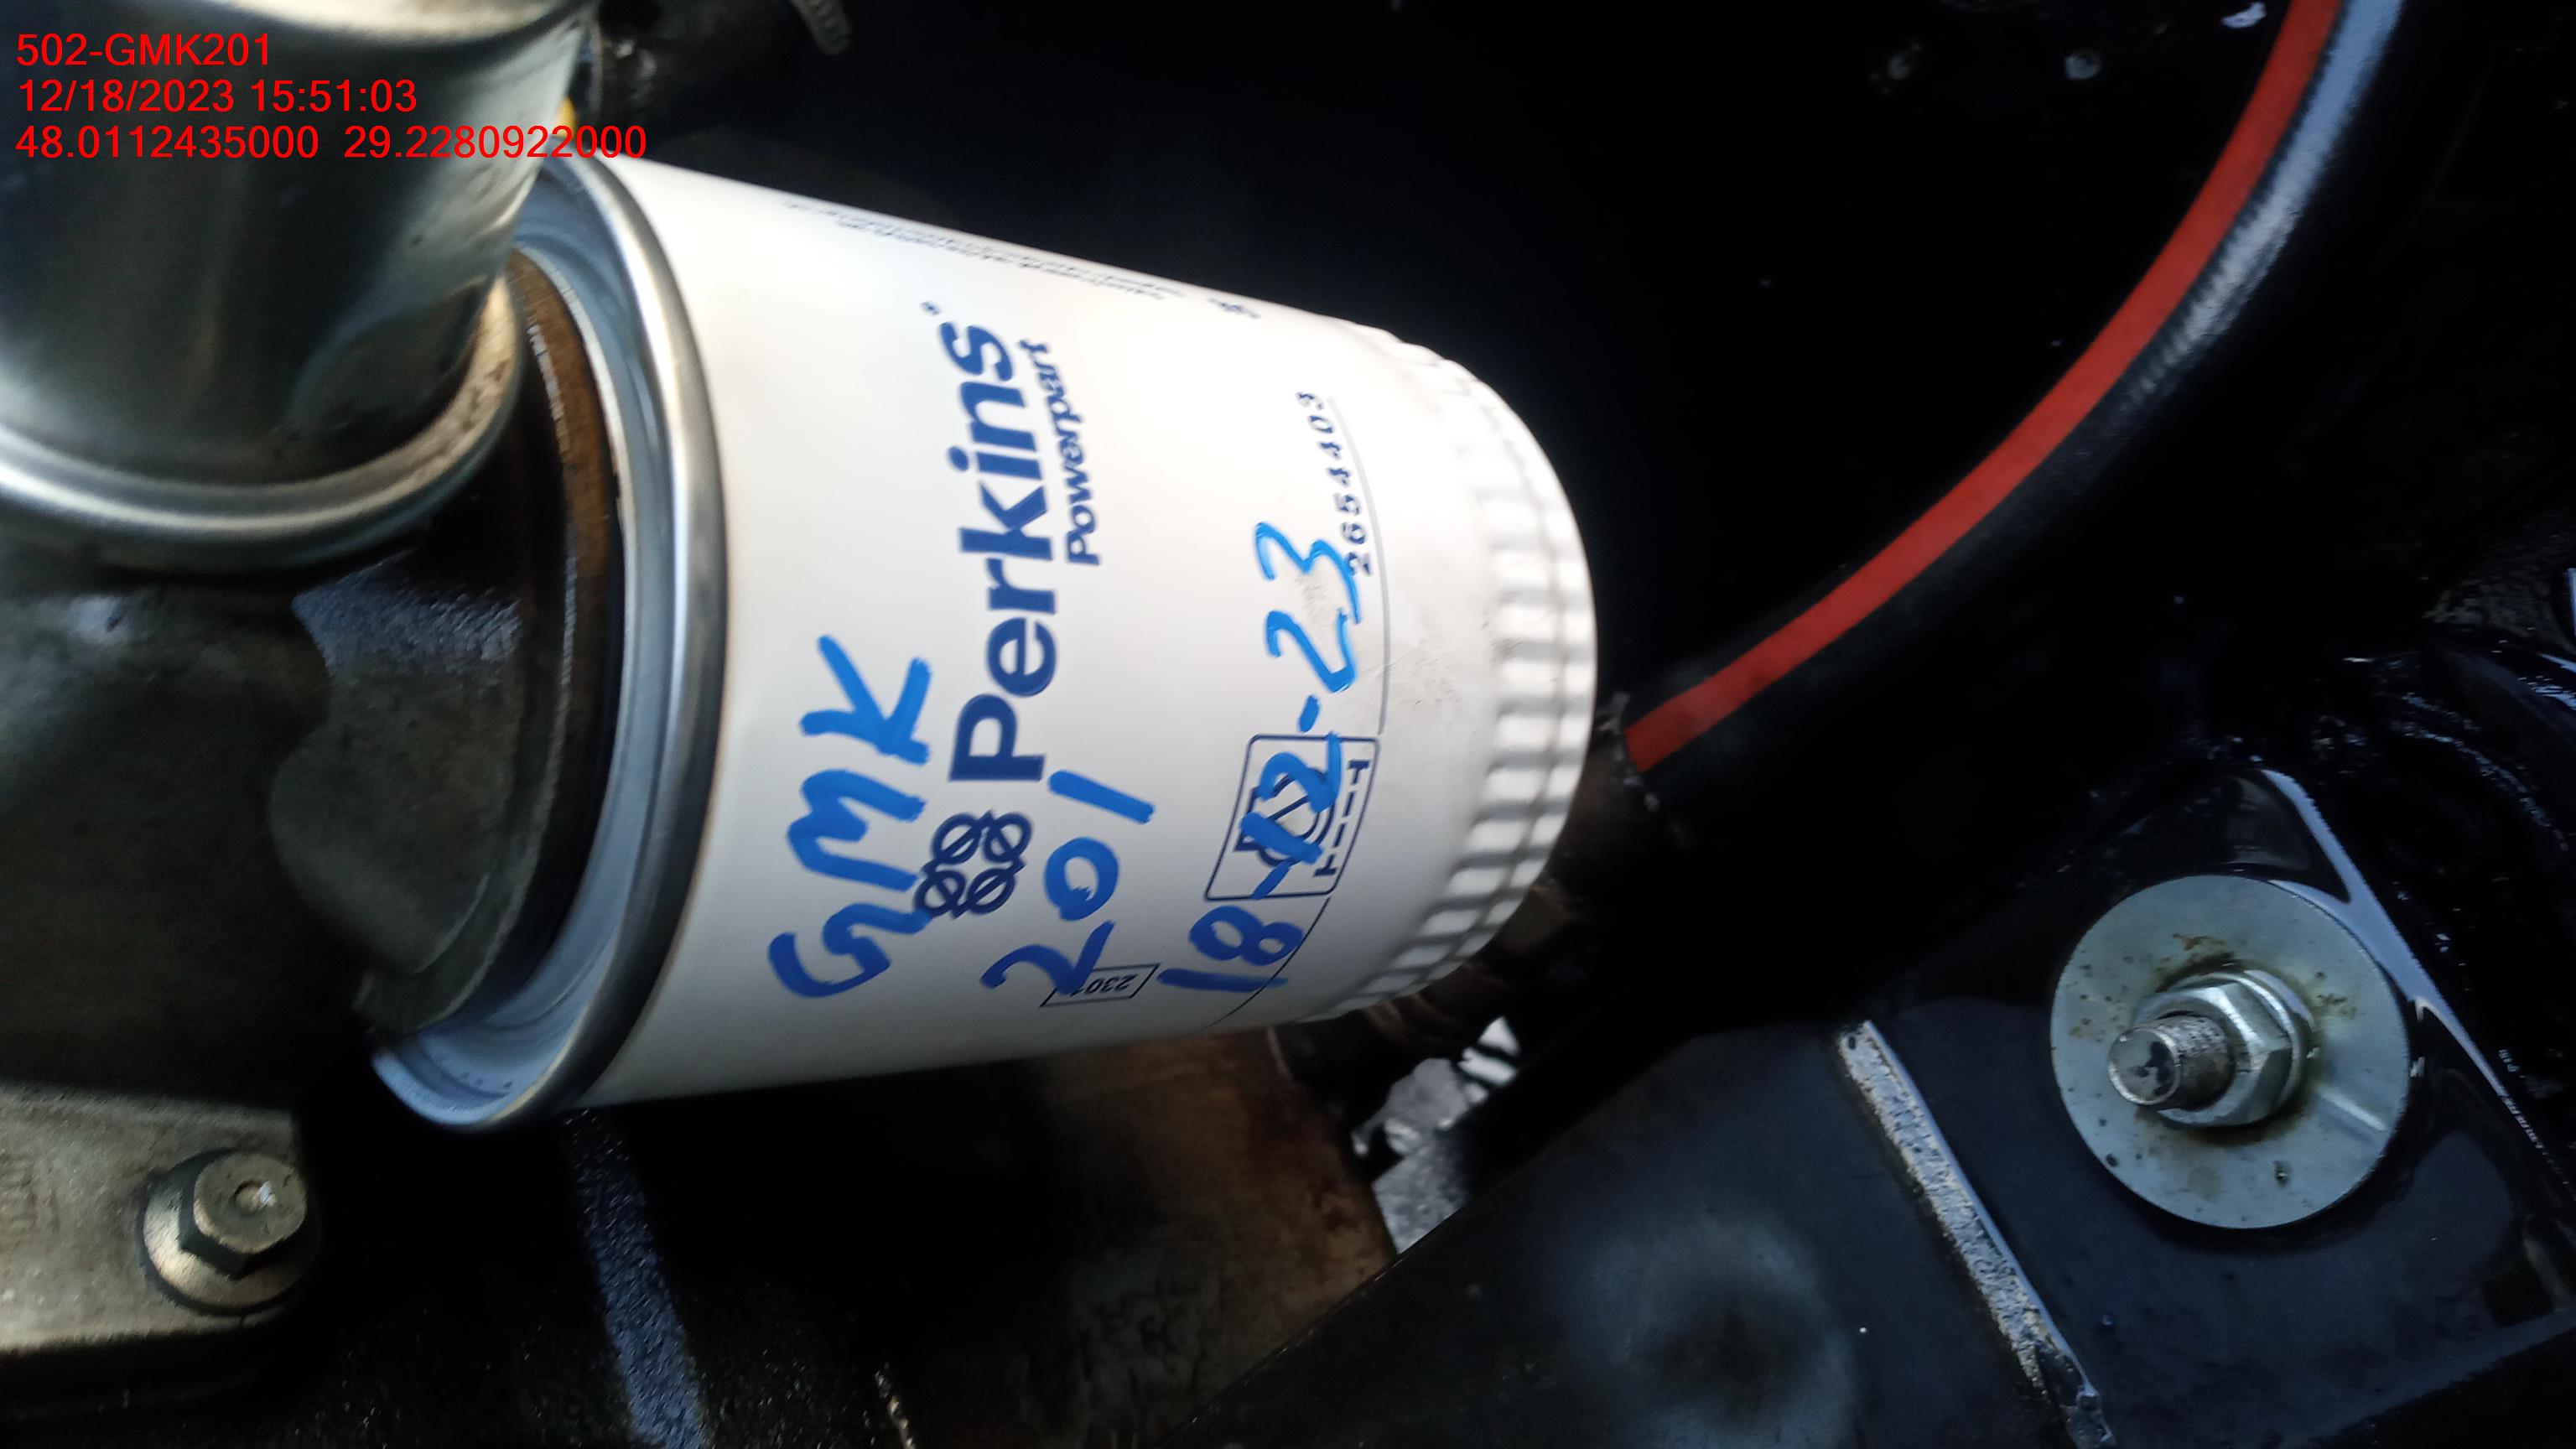 502-GMK201
12/18/2023 15:51:03
48.0112435000 29.2280922000
GMK
Perkins
Powerpart
201
18-12-23
2654403